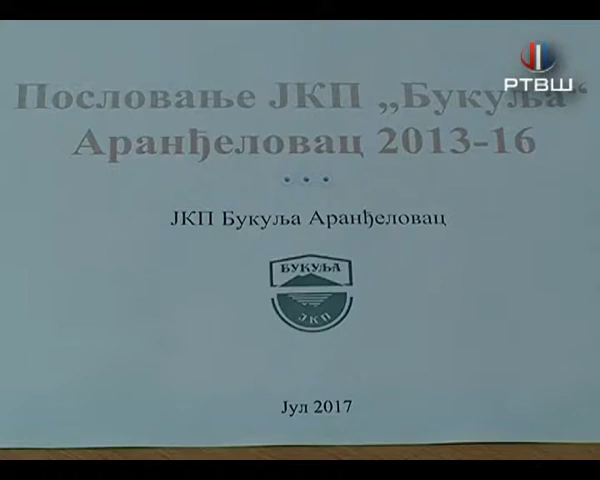 РТВШ
Пословање ЈКП „Букуља“
Аранђеловац 2013-16
• • •
ЈКП Букуља Аранђеловац
БУКУЉА
ЈКП
Јул 2017